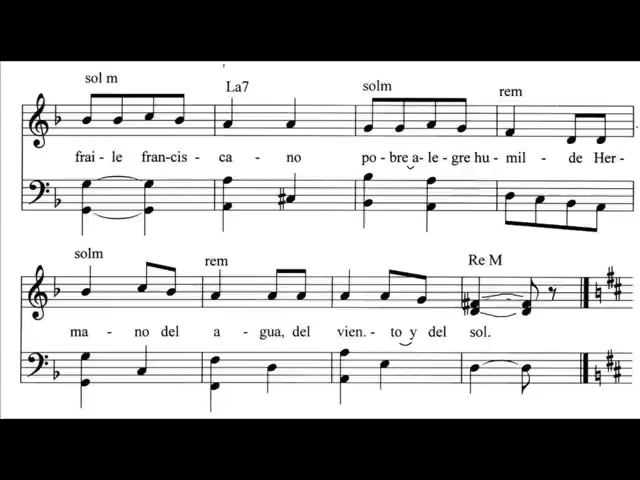 sol m La7 solm rem
frai - le fran-cis - ca - no po - bre a - le - gre hu - mil - de Her -
solm rem Re M
ma - no del a - gua, del vien. - to y del sol.